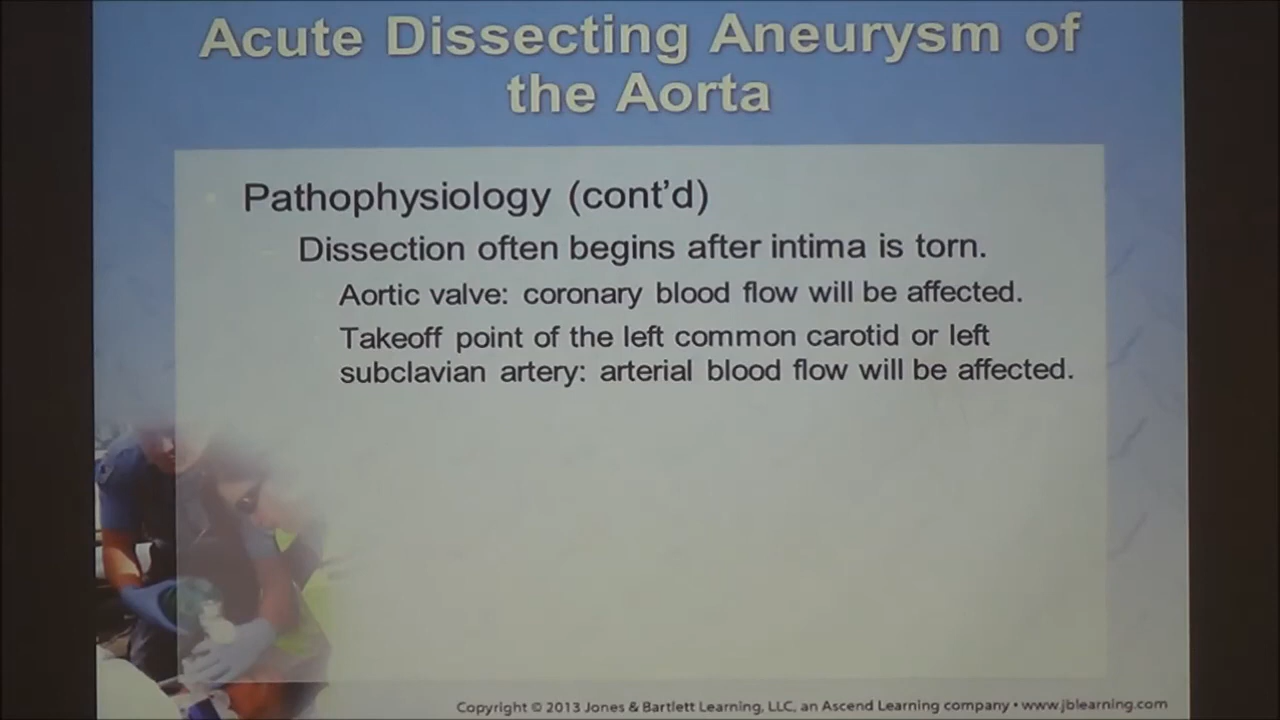 Acute Dissecting Aneurysm of
the Aorta
Pathophysiology (cont'd)
Dissection often begins after intima is torn.
Aortic valve: coronary blood flow will be affected.
Takeoff point of the left common carotid or left
subclavian artery: arterial blood flow will be affected.
Copyright © 2013 Jones & Bartlett Learning, LLC, an Ascend Learning company • www.jblearning.com